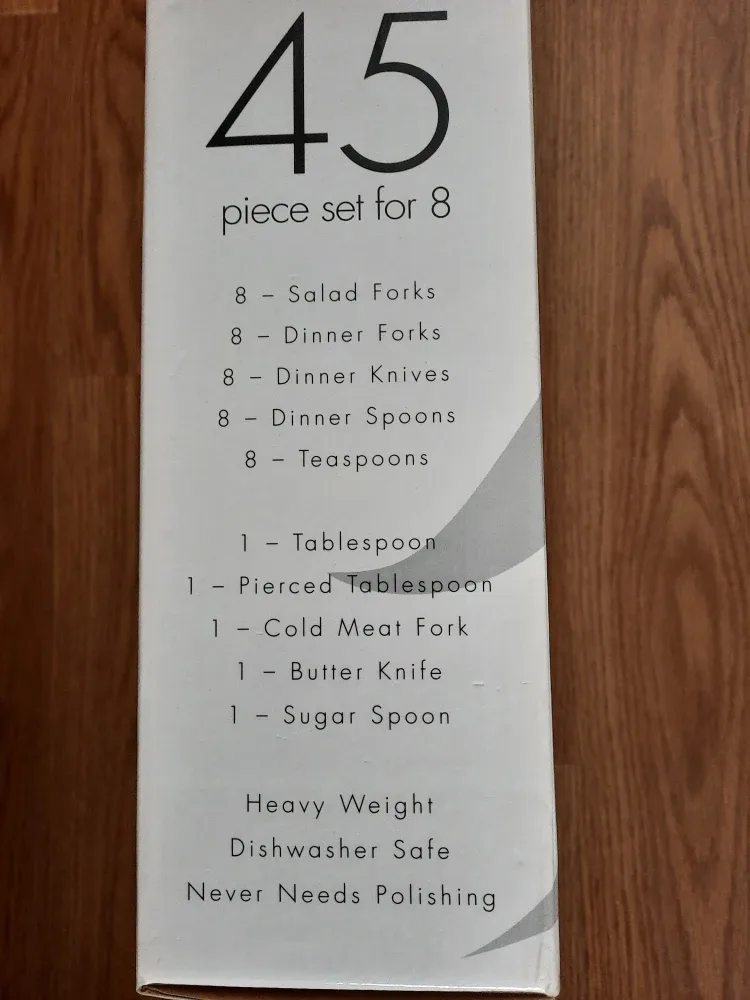 45
piece set for 8
8 – Salad Forks
8 – Dinner Forks
8 – Dinner Knives
8 – Dinner Spoons
8 – Teaspoons
1 – Tablespoon
1 – Pierced Tablespoon
1 – Cold Meat Fork
1 – Butter Knife
1 – Sugar Spoon
Heavy Weight
Dishwasher Safe
Never Needs Polishing